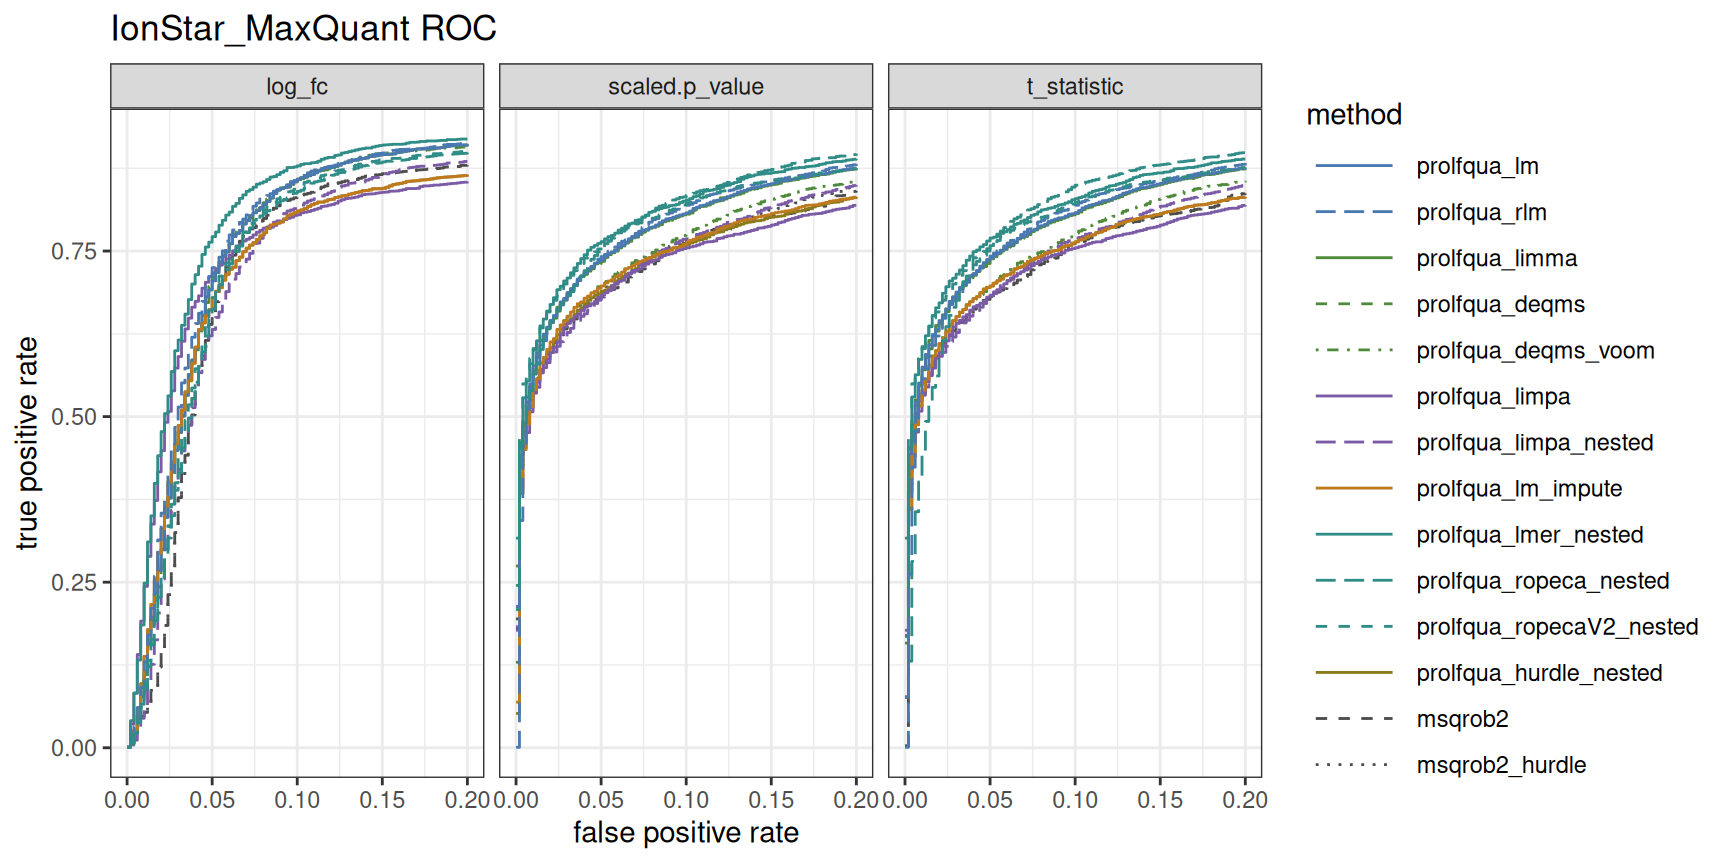 IonStar_MaxQuant ROC
log_fc
scaled.p_value
t_statistic
true positive rate
0.75
0.50
0.25
0.00
0.00 0.05 0.10 0.15 0.20
0.00 0.05 0.10 0.15 0.20
0.00 0.05 0.10 0.15 0.20
false positive rate
method
prolfqua_lm
prolfqua_rlm
prolfqua_limma
prolfqua_deqms
prolfqua_deqms_voom
prolfqua_limpa
prolfqua_limpa_nested
prolfqua_lm_impute
prolfqua_lmer_nested
prolfqua_ropeca_nested
prolfqua_ropecaV2_nested
prolfqua_hurdle_nested
msqrob2
msqrob2_hurdle